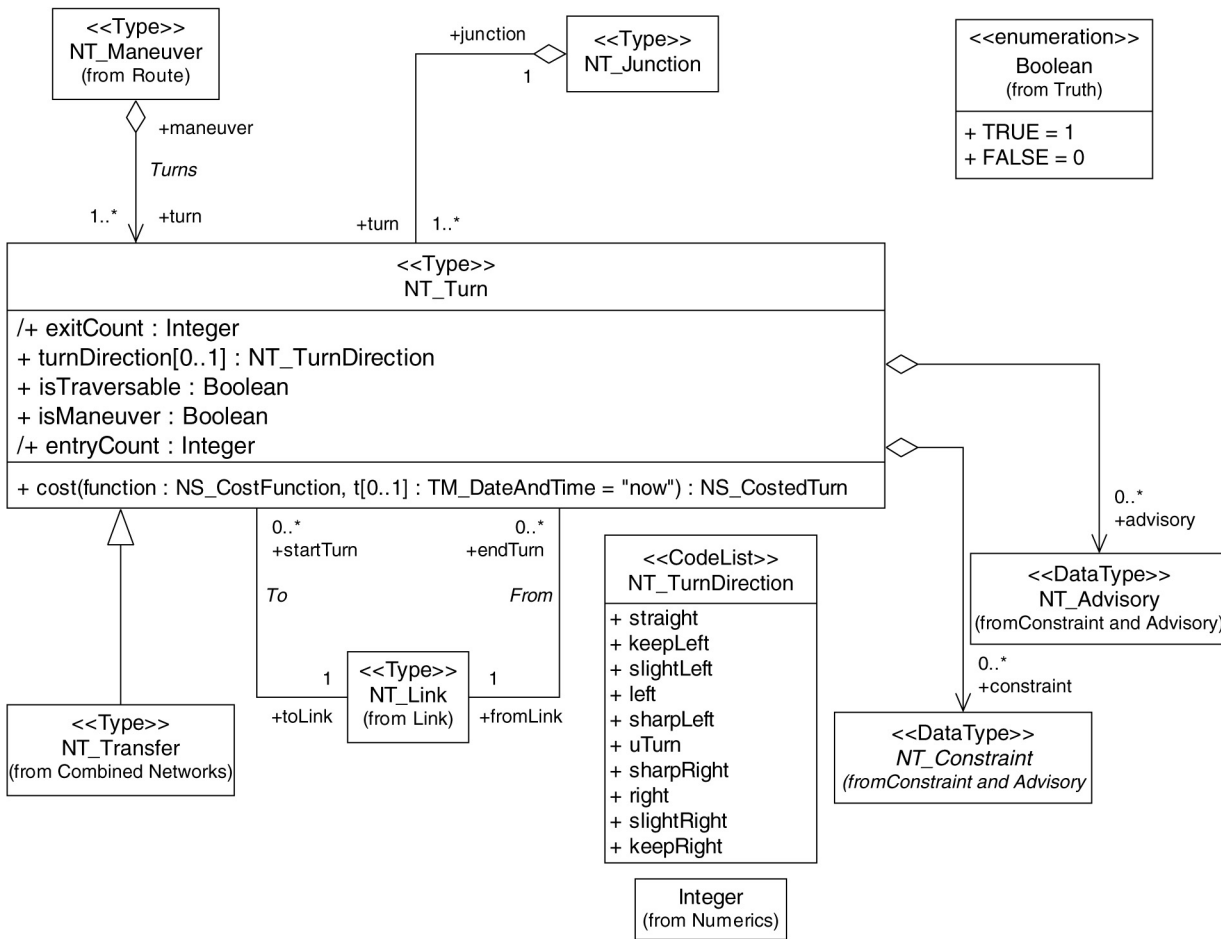 <<Type>>
NT_Maneuver
(from Route)
+maneuver
Turns
1..*
+turn
+junction
1
<<Type>>
NT_Junction
+turn
1..*
<<enumeration>>
Boolean
(from Truth)
+ TRUE = 1
+ FALSE = 0
<<Type>>
NT_Turn
/+ exitCount : Integer
+ turnDirection[0..1] : NT_TurnDirection
+ isTraversable : Boolean
+ isManeuver : Boolean
/+ entryCount : Integer
+ cost(function : NS_CostFunction, t[0..1] : TM_DateAndTime = "now") : NS_CostedTurn
0..*
+startTurn
To
1
+toLink
0..*
+endTurn
From
1
+fromLink
<<Type>>
NT_Link
(from Link)
<<Type>>
NT_Transfer
(from Combined Networks)
<<CodeList>>
NT_TurnDirection
+ straight
+ keepLeft
+ slightLeft
+ left
+ sharpLeft
+ uTurn
+ sharpRight
+ right
+ slightRight
+ keepRight
Integer
(from Numerics)
0..*
+advisory
<<DataType>>
NT_Advisory
(fromConstraint and Advisory)
0..*
+constraint
<<DataType>>
NT_Constraint
(fromConstraint and Advisory